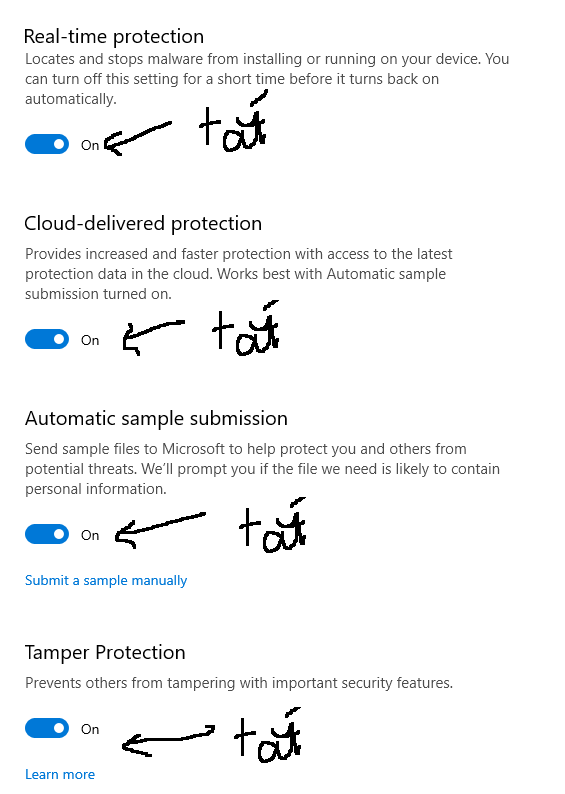 Real-time protection
Locates and stops malware from installing or running on your device. You
can turn off this setting for a short time before it turns back on
automatically.
On tắt
Cloud-delivered protection
Provides increased and faster protection with access to the latest
protection data in the cloud. Works best with Automatic sample
submission turned on.
On tắt
Automatic sample submission
Send sample files to Microsoft to help protect you and others from
potential threats. We'll prompt you if the file we need is likely to contain
personal information.
On tắt
Submit a sample manually
Tamper Protection
Prevents others from tampering with important security features.
On tắt
Learn more